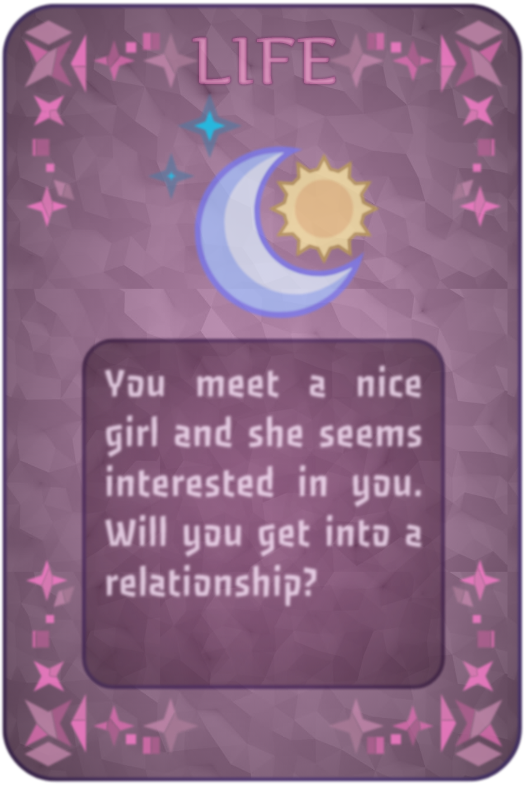 LIFE
You meet a nice
girl and she seems
interested in you.
Will you get into a
relationship?